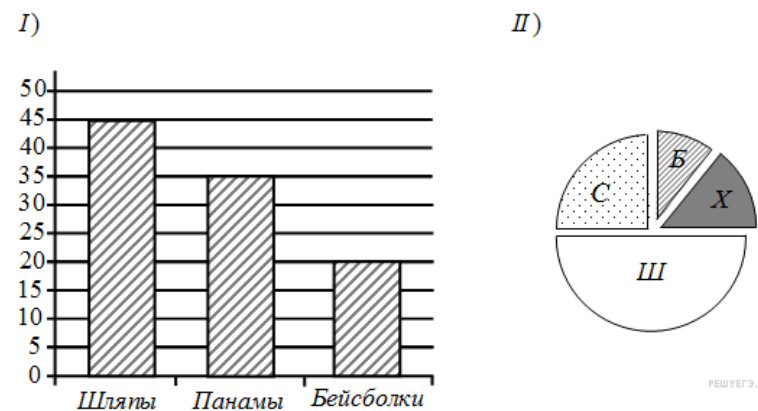 I)
II)
50
45
40
35
30
25
20
15
10
5
0
Шляпы Панамы Бейсболки
Б
С
Х
Ш
РЕШУЕГЭ.